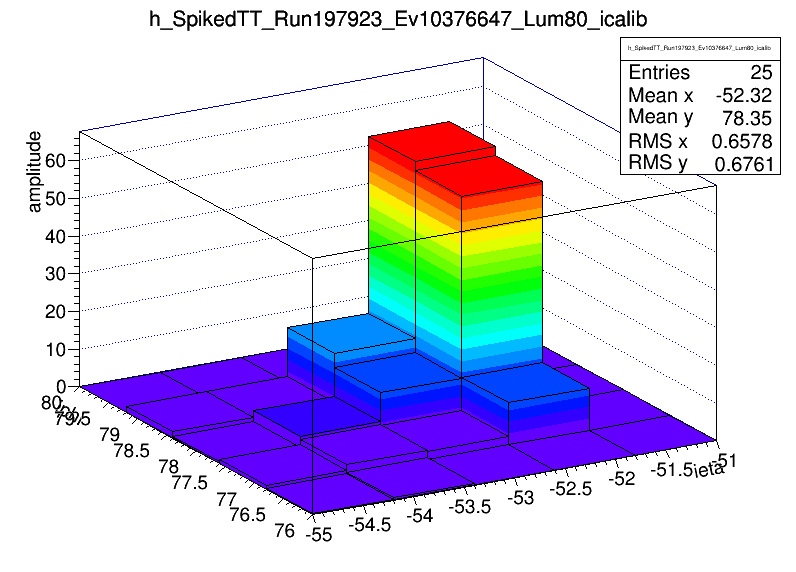 h_SpikedTT_Run197923_Ev10376647_Lum80_icalib
h_SpikedTT_Run197923_Ev10376647_Lum80_icalib
Entries 25
Mean x -52.32
Mean y 78.35
RMS x 0.6578
RMS y 0.6761
amplitude
60
50
40
30
20
10
0
80
79.5
79
78.5
78
77.5
77
76.5
76
-55
-54.5
-54
-53.5
-53
-52.5
-52
-51.5
-51
ieta